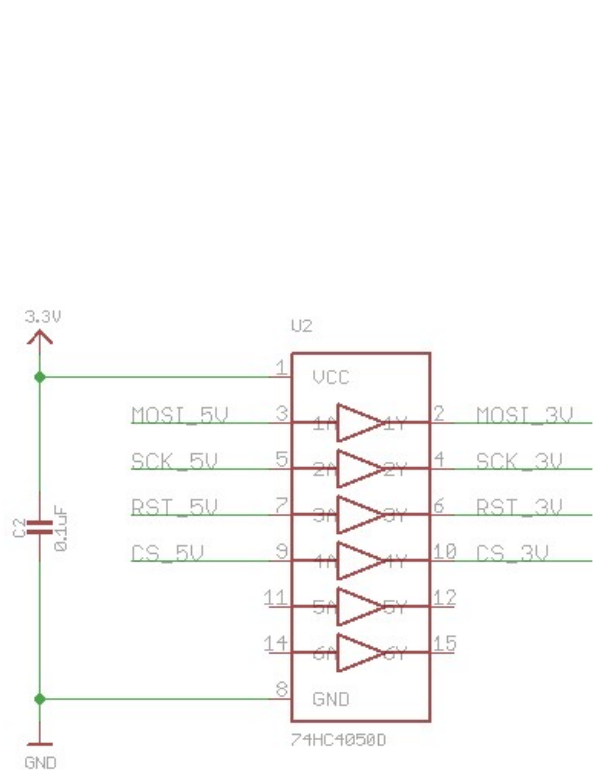 3.3V
U2
1 VCC
MOSI_5V 3 1A 1Y 2 MOSI_3V
SCK_5V 5 2A 2Y 4 SCK_3V
RST_5V 7 3A 3Y 6 RST_3V
C2 0.1uF
CS_5V 9 4A 4Y 10 CS_3V
11 5A 5Y 12
14 6A 6Y 15
8 GND
74HC4050D
GND